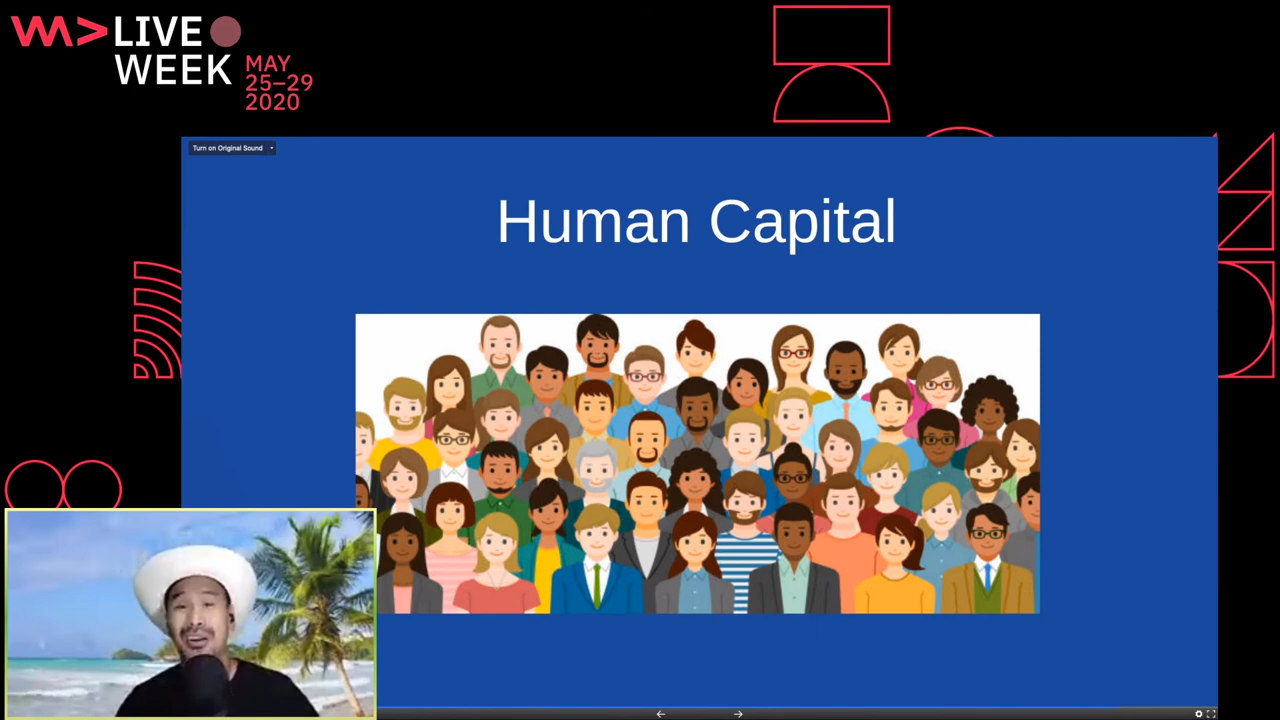 LIVE
WEEK
MAY
25–29
2020
Turn on Original Sound
Human Capital